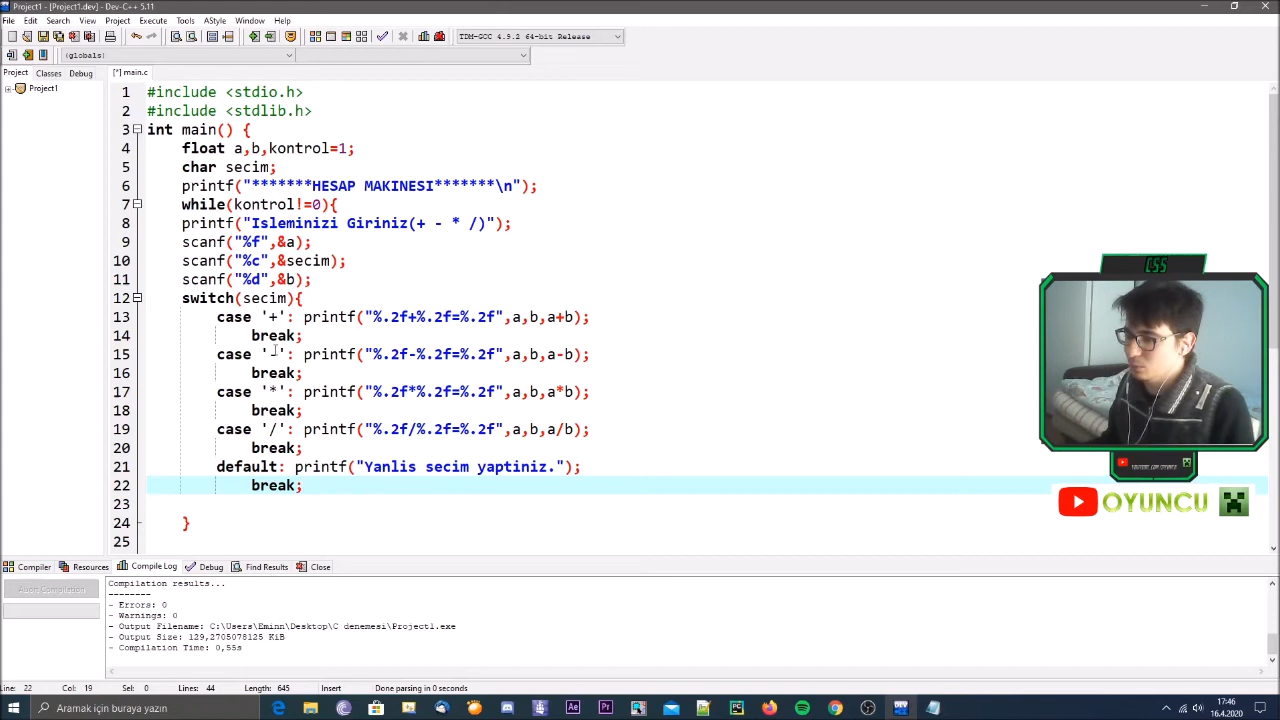 Project1 - [Project1.dev] - Dev-C++ 5.11
File Edit Search View Project Execute Tools AStyle Window Help
TDM-GCC 4.9.2 64-bit Release
(globals)
Project Classes Debug [*] main.c
Project1
1 #include <stdio.h>
2 #include <stdlib.h>
3 int main() {
4 float a,b,kontrol=1;
5 char secim;
6 printf("*******HESAP MAKINESI*******\n");
7 while(kontrol!=0){
8 printf("Isleminizi Giriniz(+ - * /)");
9 scanf("%f",&a);
10 scanf("%c",&secim);
11 scanf("%d",&b);
12 switch(secim){
13 case '+': printf("%.2f+%.2f=%.2f",a,b,a+b);
14 break;
15 case '-': printf("%.2f-%.2f=%.2f",a,b,a-b);
16 break;
17 case '*': printf("%.2f*%.2f=%.2f",a,b,a*b);
18 break;
19 case '/': printf("%.2f/%.2f=%.2f",a,b,a/b);
20 break;
21 default: printf("Yanlis secim yaptiniz.");
22 break;
23
24 }
25
CSS
OYUNCU
Compiler Resources Compile Log Debug Find Results Close
Abort Compilation
Compilation results...
--------
- Errors: 0
- Warnings: 0
- Output Filename: C:\Users\Eminn\Desktop\C denemesi\Project1.exe
- Output Size: 129,2705078125 KiB
- Compilation Time: 0,55s
Line: 22 Col: 19 Sel: 0 Lines: 44 Length: 645 Insert Done parsing in 0 seconds
Aramak için buraya yazın
17:46
16.4.2020